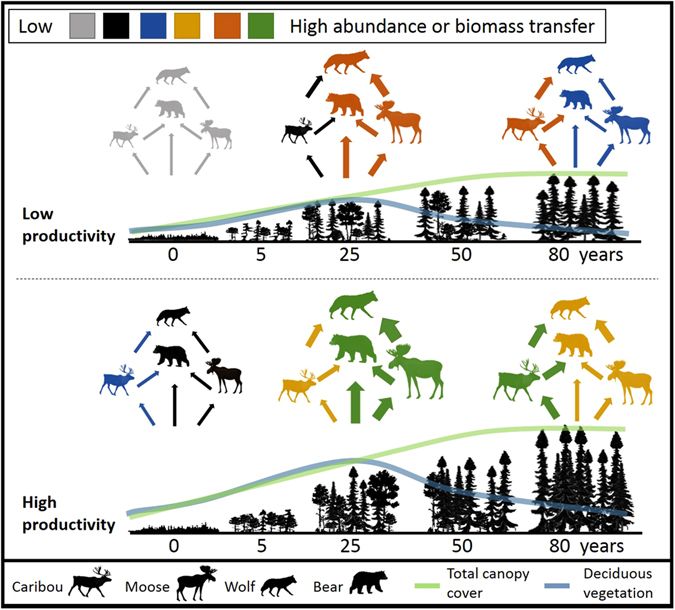 Low High abundance or biomass transfer
Low
productivity
0 5 25 50 80 years
High
productivity
0 5 25 50 80 years
Caribou Moose Wolf Bear Total canopy
cover Deciduous
vegetation